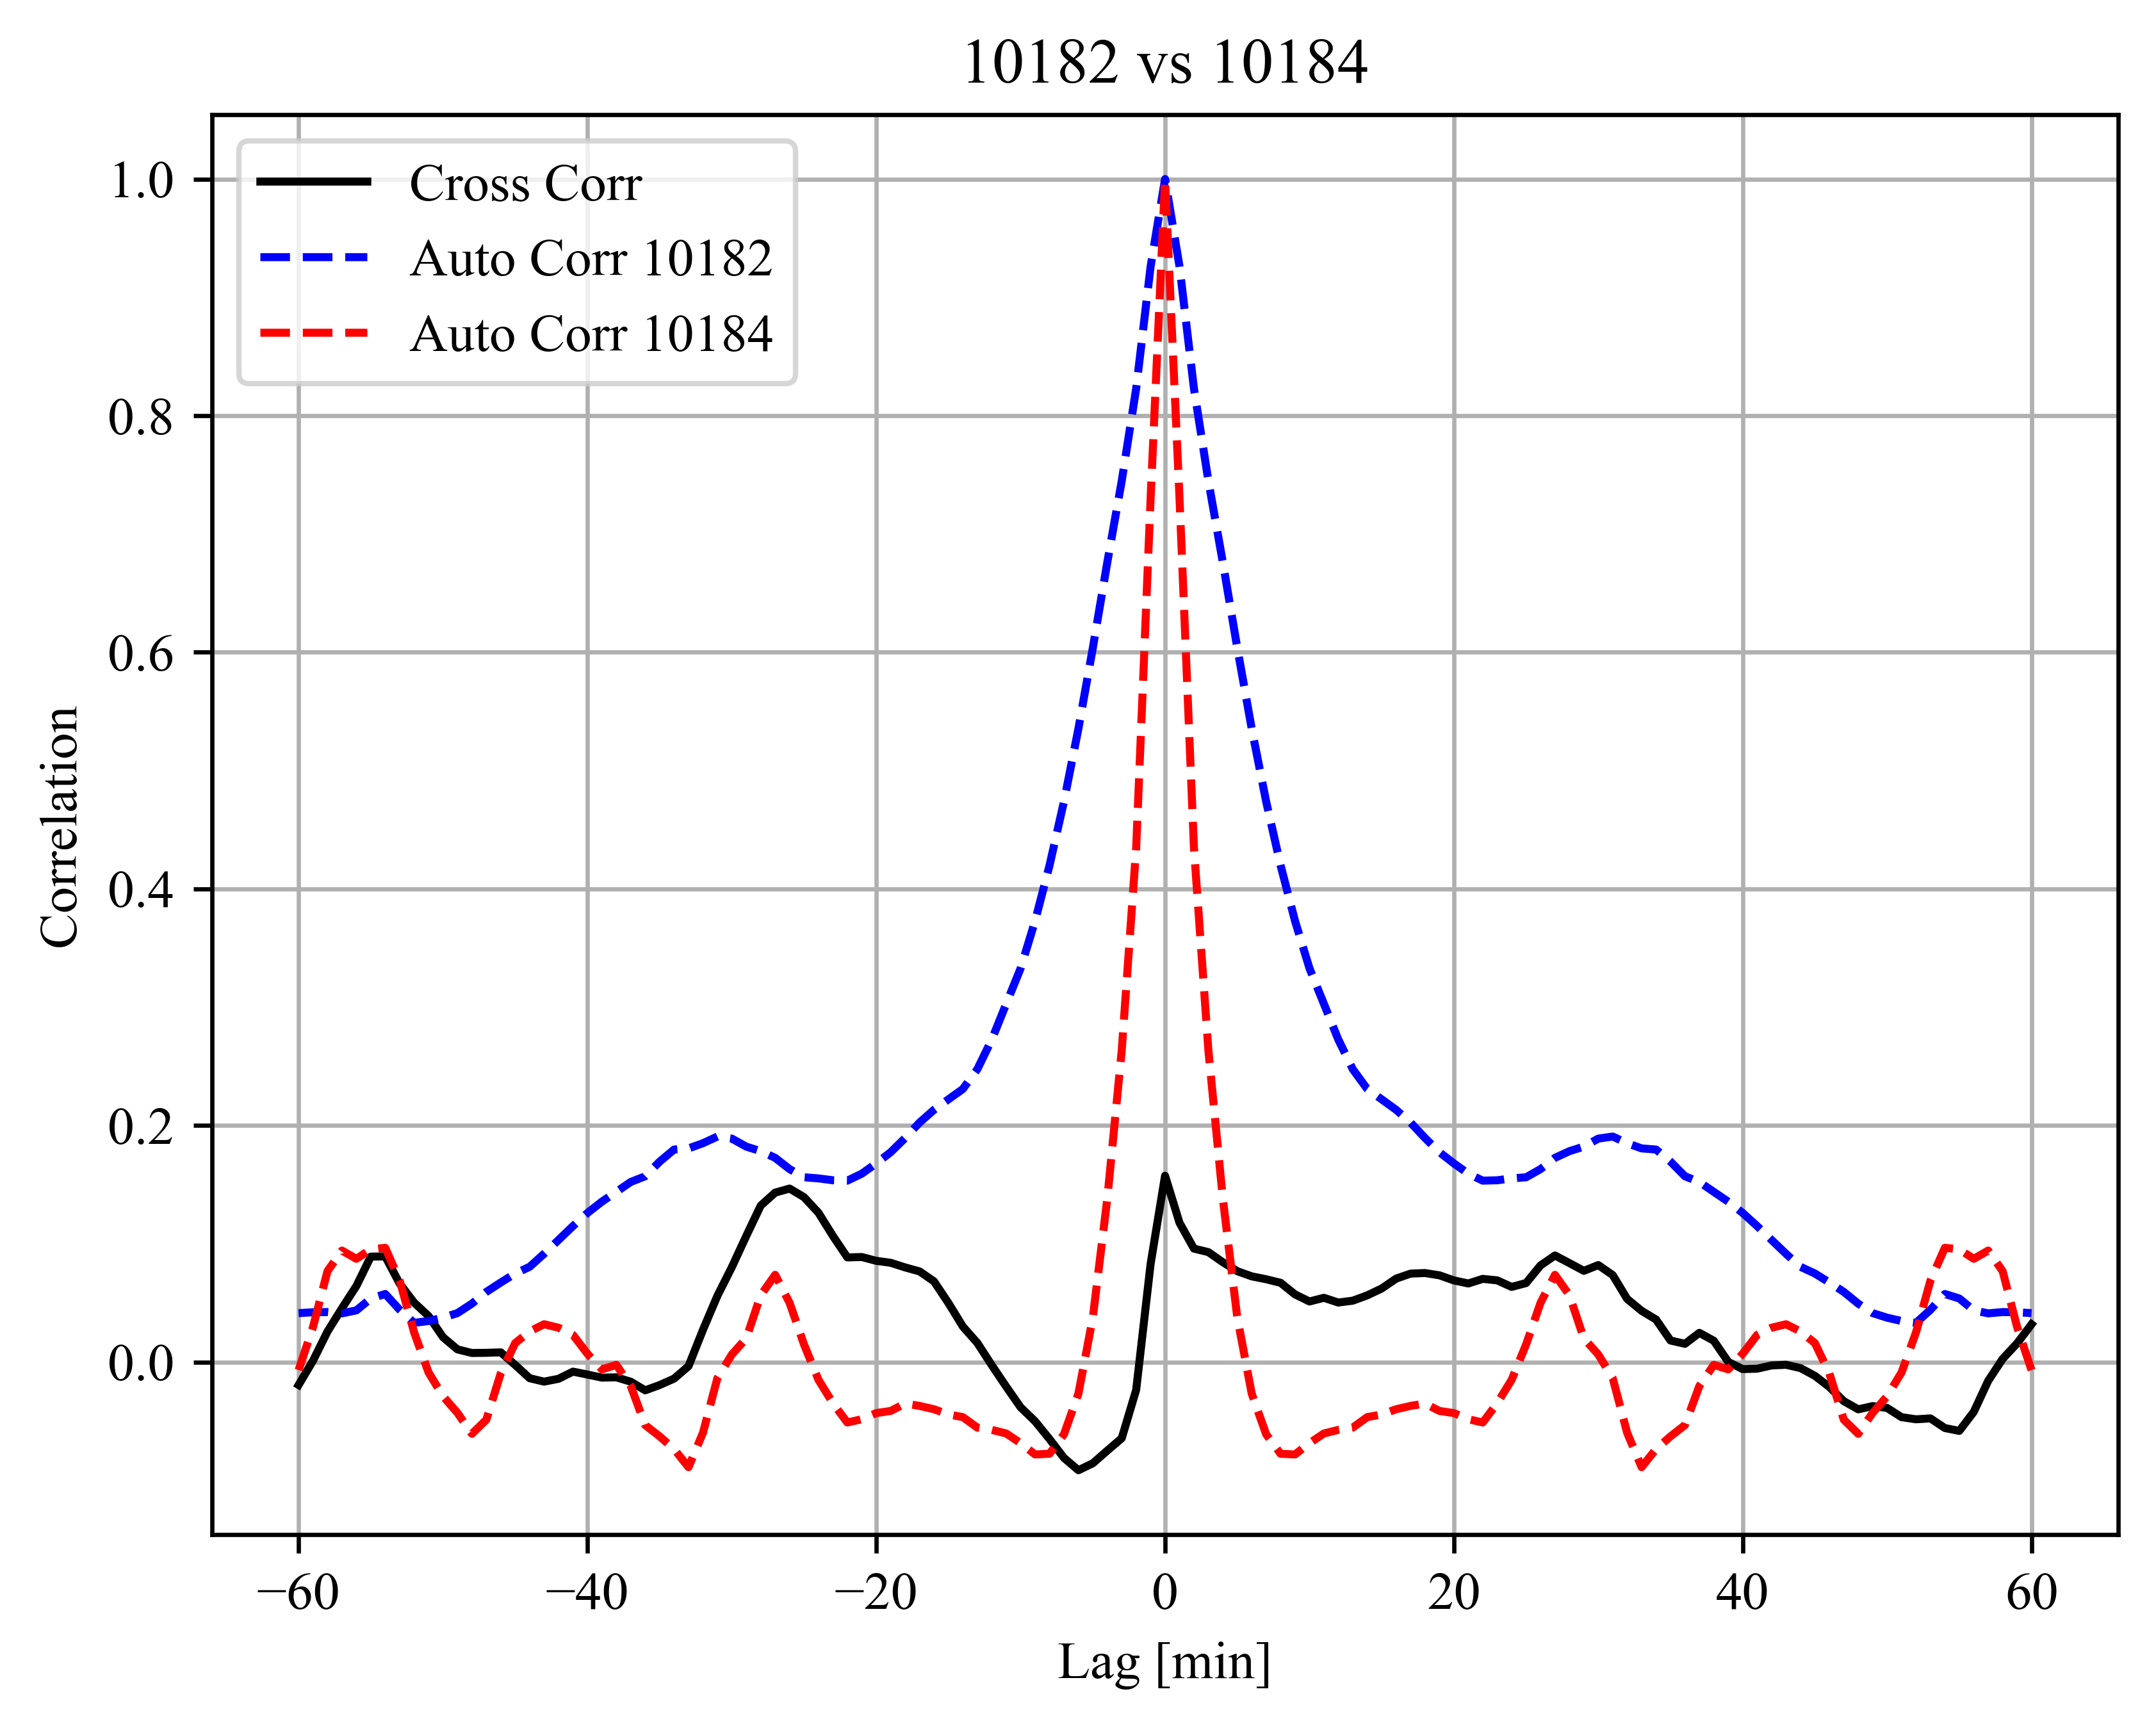 10182 vs 10184
Cross Corr
Auto Corr 10182
Auto Corr 10184
1.0
0.8
0.6
0.4
0.2
0.0
Correlation
−60 −40 −20 0 20 40 60
Lag [min]